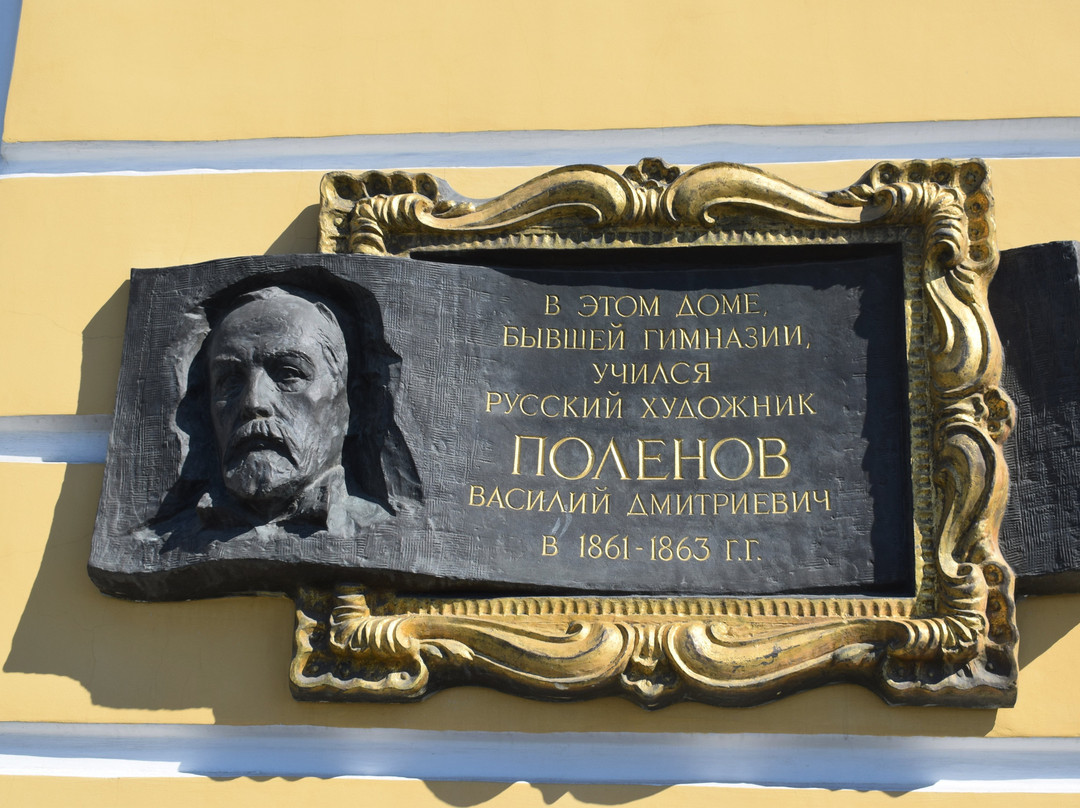 В ЭТОМ ДОМЕ,
БЫВШЕЙ ГИМНАЗИИ,
УЧИЛСЯ
РУССКИЙ ХУДОЖНИК
ПОЛЕНОВ
ВАСИЛИЙ ДМИТРИЕВИЧ
В 1861-1863 Г.Г.